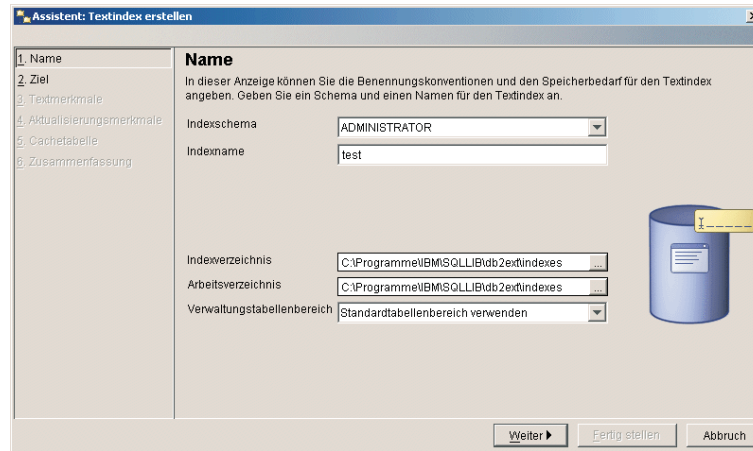 Assistent: Textindex erstellen
1. Name
2. Ziel
3. Textmerkmale
4. Aktualisierungsmerkmale
5. Cachetabelle
6. Zusammenfassung
Name
In dieser Anzeige können Sie die Benennungskonventionen und den Speicherbedarf für den Textindex
angeben. Geben Sie ein Schema und einen Namen für den Textindex an.
Indexschema ADMINISTRATOR
Indexname test
Indexverzeichnis C:\Programme\IBM\SQLLIB\db2ext\indexes ...
Arbeitsverzeichnis C:\Programme\IBM\SQLLIB\db2ext\indexes ...
Verwaltungstabellenbereich Standardtabellenbereich verwenden
Weiter Fertig stellen Abbruch